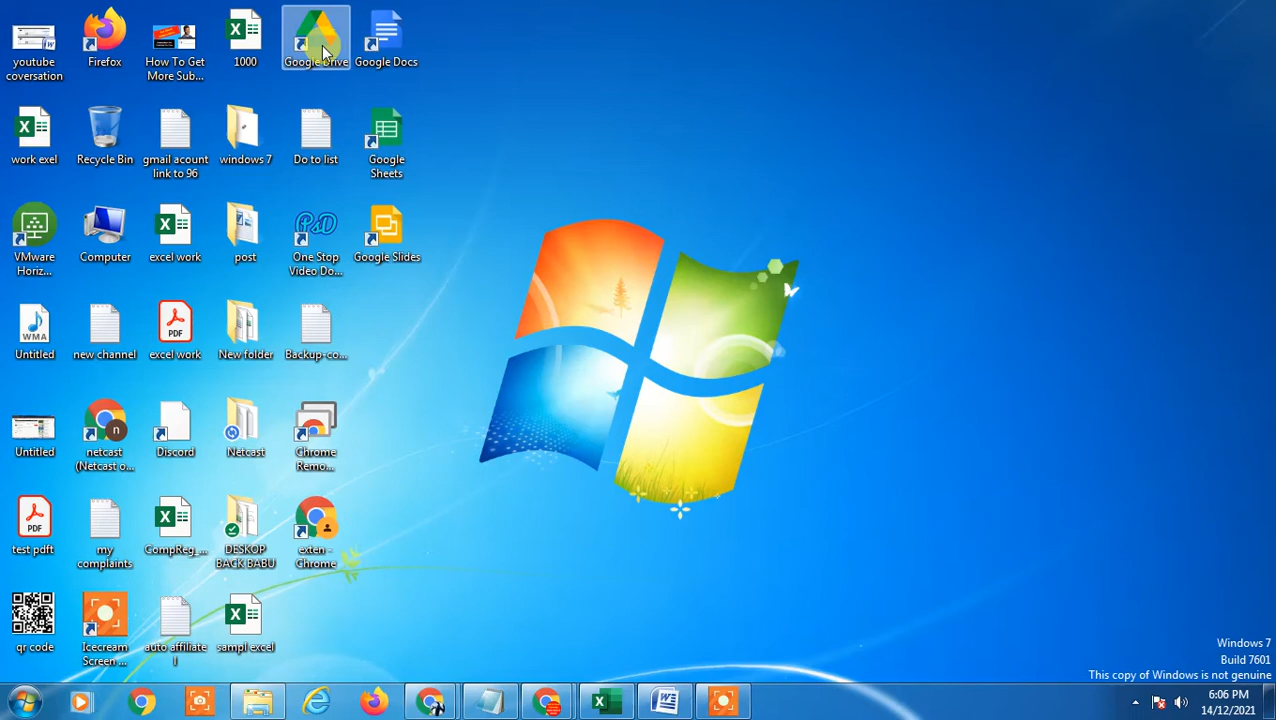 youtube
coversation
Firefox
How To Get
More Sub...
1000
Google Drive
Google Docs
work exel
Recycle Bin
gmail acount
link to 96
windows 7
Do to list
Google
Sheets
VMware
Horiz...
Computer
excel work
post
One Stop
Video Do...
Google Slides
WMA
Untitled
new channel
PDF
excel work
New folder
Backup-co...
Untitled
n
netcast
(Netcast o...
Discord
Netcast
Chrome
Remo...
PDF
test pdft
my
complaints
CompReg_...
DESKOP
BACK BABU
exten -
Chrome
qr code
Icecream
Screen ...
auto affiliate
l
sampl excel
Windows 7
Build 7601
This copy of Windows is not genuine
6:06 PM
14/12/2021